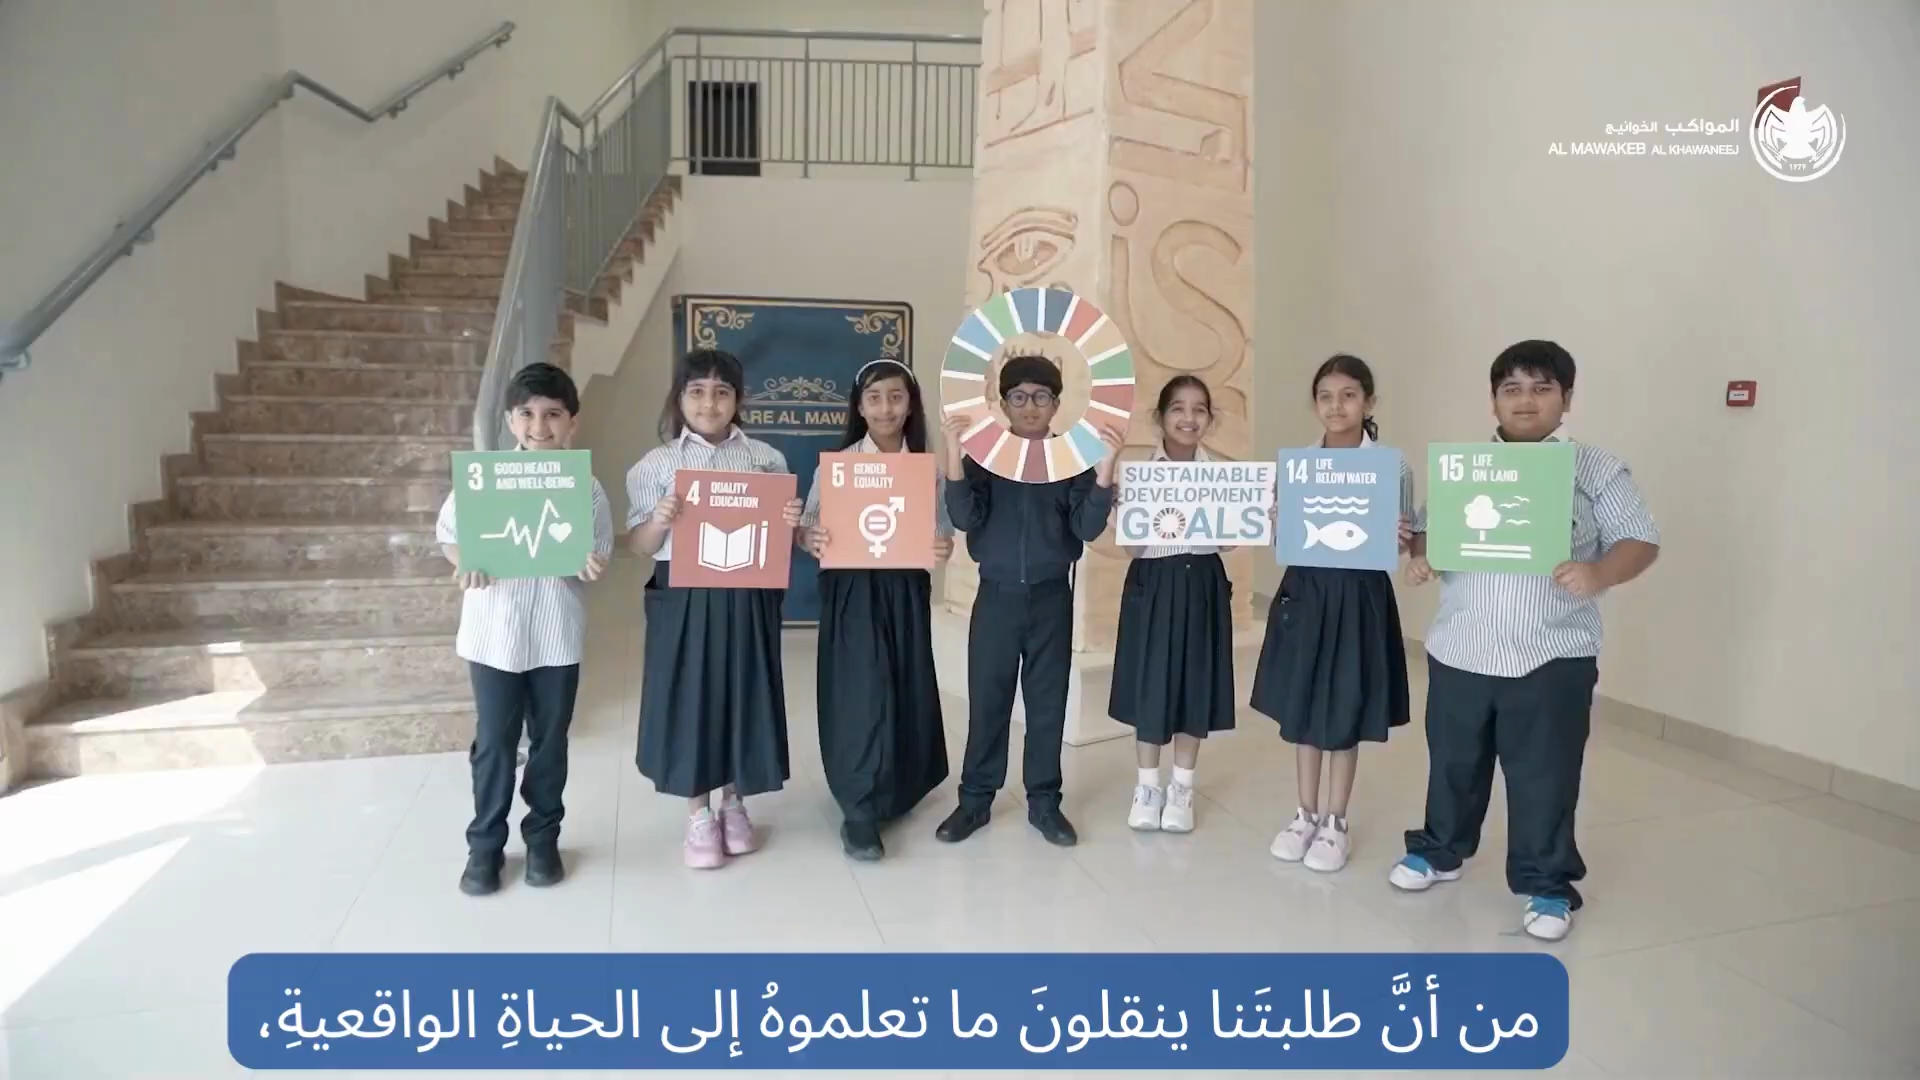 المواكب الخوانيج
AL MAWAKEB AL KHAWANEEJ
1979
ARE AL MAW
3 GOOD HEALTH
AND WELL-BEING
4 QUALITY
EDUCATION
5 GENDER
EQUALITY
SUSTAINABLE
DEVELOPMENT
GOALS
14 LIFE
BELOW WATER
15 LIFE
ON LAND
من أنَّ طلبتَنا ينقلونَ ما تعلموهُ إلى الحياةِ الواقعيةِ،